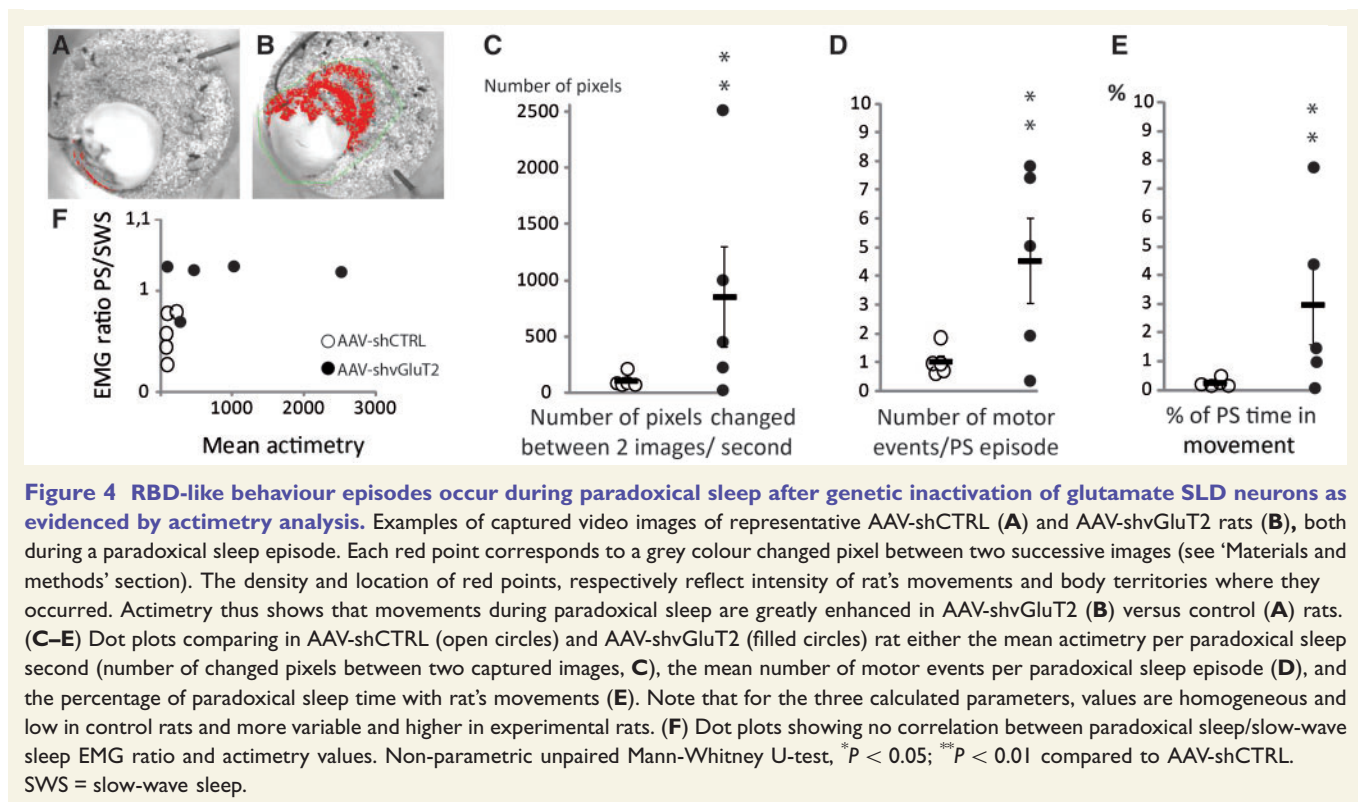 A
B
C
D
E
Number of pixels
*
*
2500
2000
1500
1000
500
0
Number of pixels changed
between 2 images/ second
*
*
10
9
8
7
6
5
4
3
2
1
0
Number of motor
events/PS episode
%
*
*
10
9
8
7
6
5
4
3
2
1
0
% of PS time in
movement
F
EMG ratio PS/SWS
1,1
1
0
1000
2000
3000
Mean actimetry
AAV-shCTRL
AAV-shvGluT2
Figure 4 RBD-like behaviour episodes occur during paradoxical sleep after genetic inactivation of glutamate SLD neurons as
evidenced by actimetry analysis. Examples of captured video images of representative AAV-shCTRL (A) and AAV-shvGluT2 rats (B), both
during a paradoxical sleep episode. Each red point corresponds to a grey colour changed pixel between two successive images (see ‘Materials and
methods’ section). The density and location of red points, respectively reflect intensity of rat’s movements and body territories where they
occurred. Actimetry thus shows that movements during paradoxical sleep are greatly enhanced in AAV-shvGluT2 (B) versus control (A) rats.
(C–E) Dot plots comparing in AAV-shCTRL (open circles) and AAV-shvGluT2 (filled circles) rat either the mean actimetry per paradoxical sleep
second (number of changed pixels between two captured images, C), the mean number of motor events per paradoxical sleep episode (D), and
the percentage of paradoxical sleep time with rat’s movements (E). Note that for the three calculated parameters, values are homogeneous and
low in control rats and more variable and higher in experimental rats. (F) Dot plots showing no correlation between paradoxical sleep/slow-wave
sleep EMG ratio and actimetry values. Non-parametric unpaired Mann-Whitney U-test, *P < 0.05; **P < 0.01 compared to AAV-shCTRL.
SWS = slow-wave sleep.